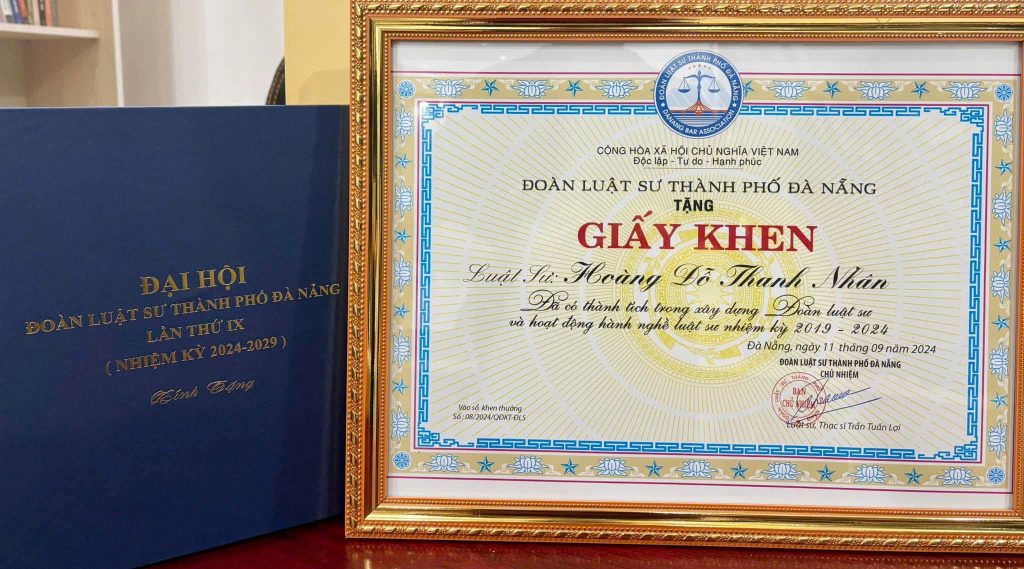 ĐẠI HỘI
ĐOÀN LUẬT SƯ THÀNH PHỐ ĐÀ NẴNG
LẦN THỨ IX
( NHIỆM KỲ 2024-2029 )
Kính Tặng
ĐOÀN LUẬT SƯ THÀNH PHỐ ĐÀ NẴNG
DANANG BAR ASSOCIATION
CỘNG HÒA XÃ HỘI CHỦ NGHĨA VIỆT NAM
Độc lập - Tự do - Hạnh phúc
ĐOÀN LUẬT SƯ THÀNH PHỐ ĐÀ NẴNG
TẶNG
GIẤY KHEN
Luật Sư: Hoàng Đỗ Thanh Nhân
Đã có thành tích trong xây dựng Đoàn luật sư
và hoạt động hành nghề luật sư nhiệm kỳ 2019 - 2024
Đà Nẵng, ngày 11 tháng 09 năm 2024
ĐOÀN LUẬT SƯ THÀNH PHỐ ĐÀ NẴNG
CHỦ NHIỆM
BAN
CHỦ NHIỆM
Luật sư, Thạc sĩ Trần Tuấn Lợi
Vào sổ, khen thưởng
Số : 08/2024/QĐKT-ĐLS